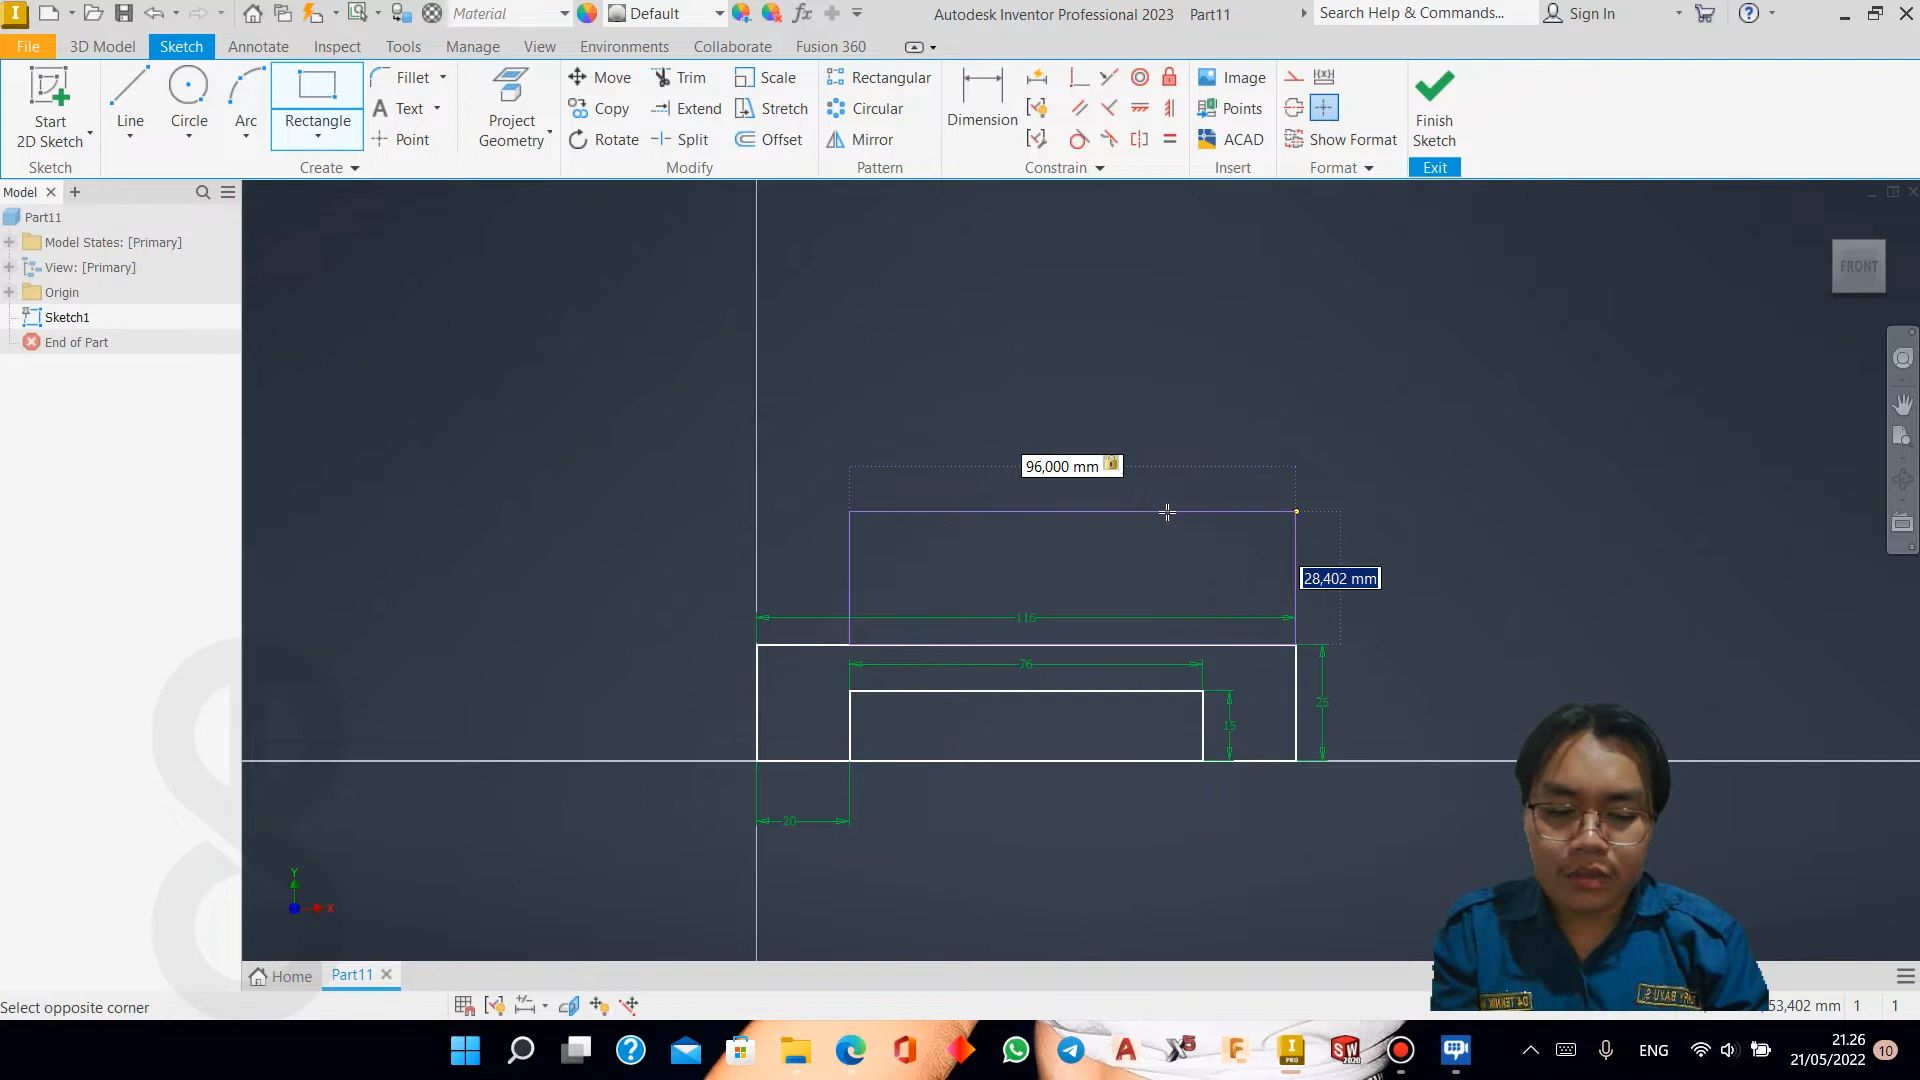 Material
Default
Autodesk Inventor Professional 2023 Part11
Search Help & Commands...
Sign In
File 3D Model Sketch Annotate Inspect Tools Manage View Environments Collaborate Fusion 360
Start
2D Sketch
Line
Circle
Arc
Rectangle
Fillet
Text
Point
Project
Geometry
Move
Copy
Rotate
Trim
Extend
Split
Scale
Stretch
Offset
Rectangular
Circular
Mirror
Dimension
Image
Points
ACAD
Show Format
Finish
Sketch
Sketch Create Modify Pattern Constrain Insert Format Exit
Model
Part11
Model States: [Primary]
View: [Primary]
Origin
Sketch1
End of Part
FRONT
96,000 mm
28,402 mm
116
76
25
15
20
Y
X
Home Part11
Select opposite corner
53,402 mm 1 1
ENG
21.26
21/05/2022
10